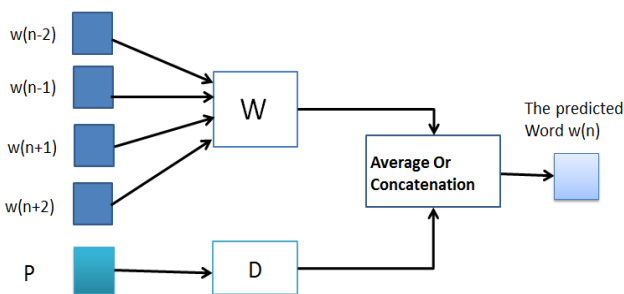 w(n-2)
w(n-1)
w(n+1)
w(n+2)
P
W
D
Average Or
Concatenation
The predicted
Word w(n)